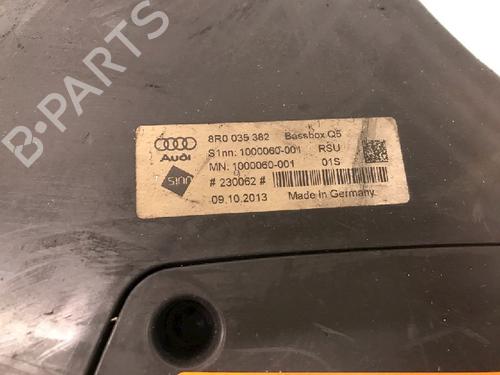 8R0 035 382 Bassbox Q5
Audi
S1nn: 1000060-001 RSU
MN. 1000060-001 01S
# 230062 #
09.10.2013 Made in Germany
B-PARTS